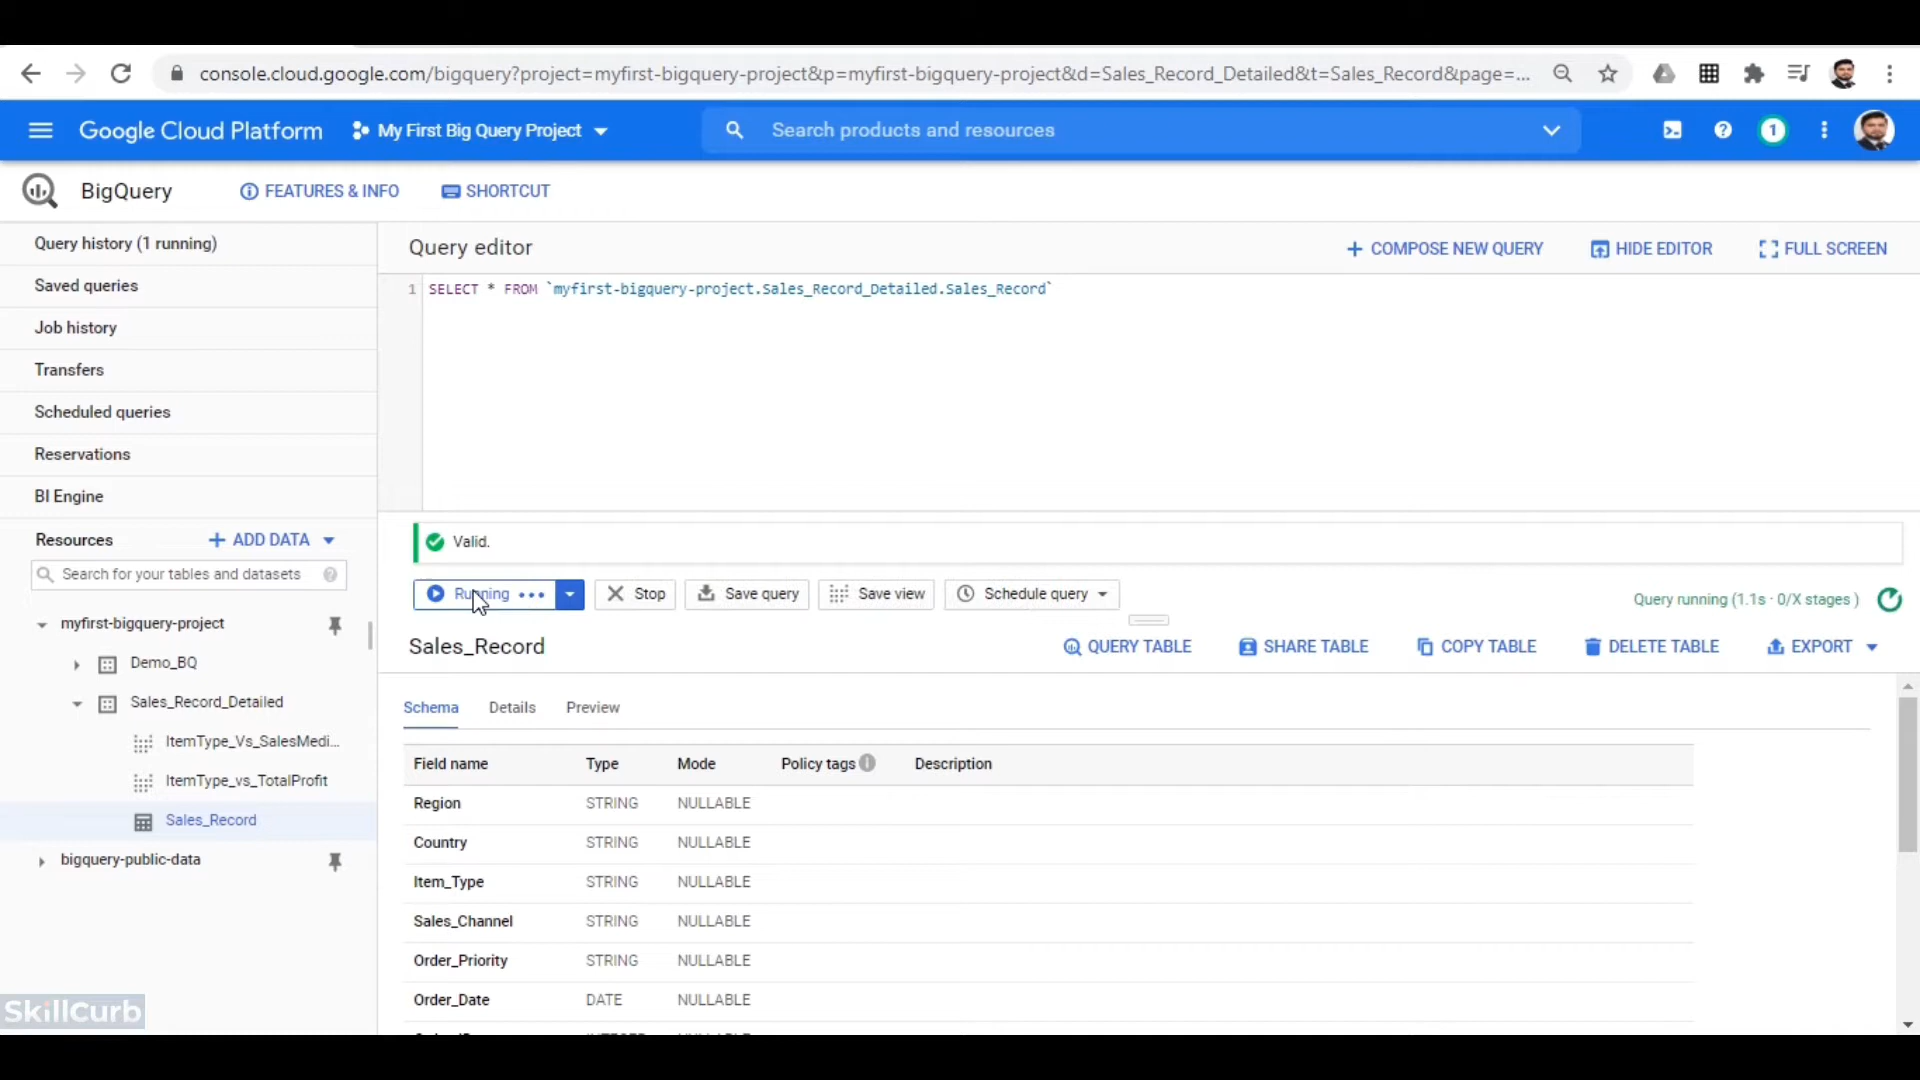 console.cloud.google.com/bigquery?project=myfirst-bigquery-project&p=myfirst-bigquery-project&d=Sales_Record_Detailed&t=Sales_Record&page=...
Google Cloud Platform
My First Big Query Project
Search products and resources
1
BigQuery
FEATURES & INFO
SHORTCUT
Query history (1 running)
Saved queries
Job history
Transfers
Scheduled queries
Reservations
BI Engine
Resources
ADD DATA
Search for your tables and datasets
myfirst-bigquery-project
Demo_BQ
Sales_Record_Detailed
ItemType_Vs_SalesMedi...
ItemType_vs_TotalProfit
Sales_Record
bigquery-public-data
Query editor
COMPOSE NEW QUERY
HIDE EDITOR
FULL SCREEN
1 SELECT * FROM `myfirst-bigquery-project.Sales_Record_Detailed.Sales_Record`
Valid.
Running
Stop
Save query
Save view
Schedule query
Query running (1.1s · 0/X stages )
Sales_Record
QUERY TABLE
SHARE TABLE
COPY TABLE
DELETE TABLE
EXPORT
Schema Details Preview
Field name Type Mode Policy tags Description
Region STRING NULLABLE
Country STRING NULLABLE
Item_Type STRING NULLABLE
Sales_Channel STRING NULLABLE
Order_Priority STRING NULLABLE
Order_Date DATE NULLABLE
SkillCurb